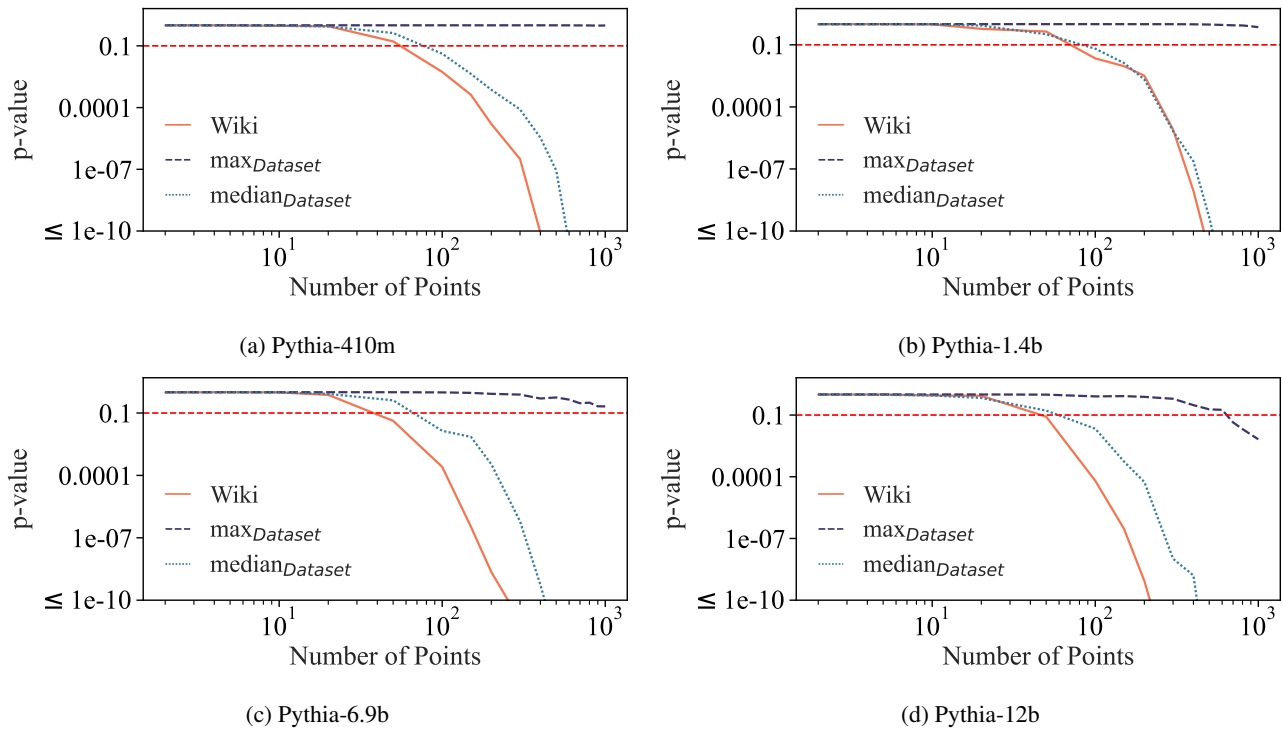 p-value
0.1
0.0001
1e-07
≤ 1e-10
Wiki
max_Dataset
median_Dataset
10^1
10^2
10^3
Number of Points
(a) Pythia-410m
p-value
0.1
0.0001
1e-07
≤ 1e-10
Wiki
max_Dataset
median_Dataset
10^1
10^2
10^3
Number of Points
(b) Pythia-1.4b
p-value
0.1
0.0001
1e-07
≤ 1e-10
Wiki
max_Dataset
median_Dataset
10^1
10^2
10^3
Number of Points
(c) Pythia-6.9b
p-value
0.1
0.0001
1e-07
≤ 1e-10
Wiki
max_Dataset
median_Dataset
10^1
10^2
10^3
Number of Points
(d) Pythia-12b